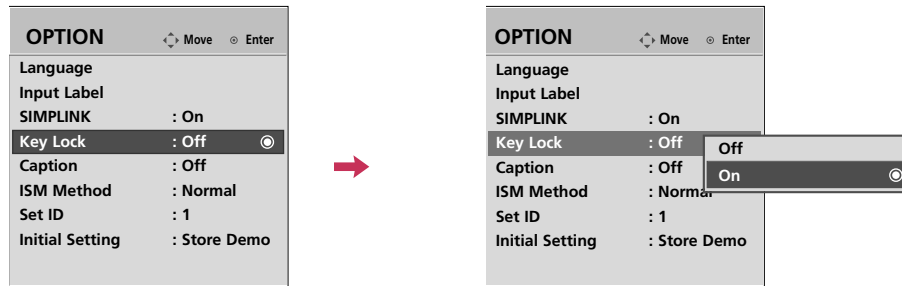 OPTION Move Enter
Language
Input Label
SIMPLINK : On
Key Lock : Off
Caption : Off
ISM Method : Normal
Set ID : 1
Initial Setting : Store Demo
OPTION Move Enter
Language
Input Label
SIMPLINK : On
Key Lock : Off
Caption : Off
ISM Method : Normal
Set ID : 1
Initial Setting : Store Demo
Off
On